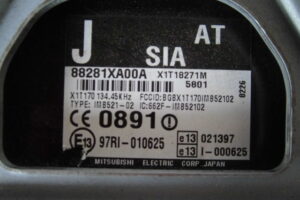 J
AT
SIA
88281XA00A X1T18271M
5801
8226
X1T170 134.45KHz FCCID:BGBX1T170IM852102
TYPE: IM8521-02 IC:662F-IM852102
CE 0891
E13 97RI-010625
e13 021397
e13 I-000625
MITSUBISHI ELECTRIC CORP.JAPAN